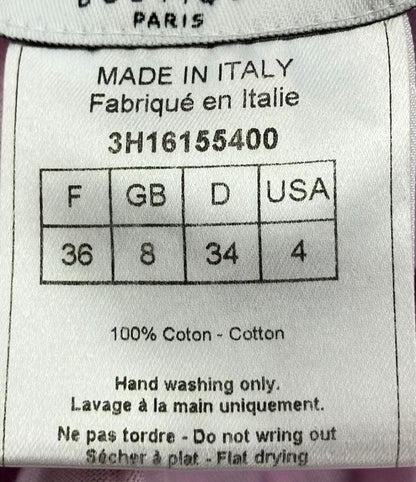 PARIS
MADE IN ITALY
Fabriqué en Italie
3H16155400
F GB D USA
36 8 34 4
100% Coton - Cotton
Hand washing only.
Lavage à la main uniquement.
Ne pas tordre - Do not wring out
Sécher à plat - Flat drying